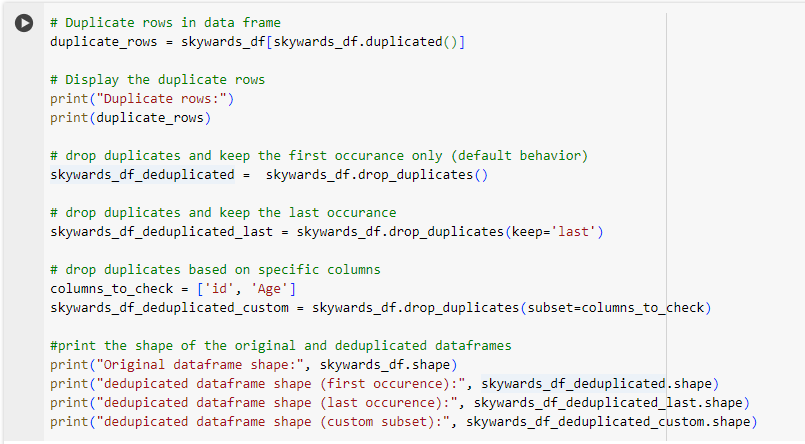 # Duplicate rows in data frame
duplicate_rows = skywards_df[skywards_df.duplicated()]
# Display the duplicate rows
print("Duplicate rows:")
print(duplicate_rows)
# drop duplicates and keep the first occurance only (default behavior)
skywards_df_deduplicated =  skywards_df.drop_duplicates()
# drop duplicates and keep the last occurance
skywards_df_deduplicated_last = skywards_df.drop_duplicates(keep='last')
# drop duplicates based on specific columns
columns_to_check = ['id', 'Age']
skywards_df_deduplicated_custom = skywards_df.drop_duplicates(subset=columns_to_check)
#print the shape of the original and deduplicated dataframes
print("Original dataframe shape:", skywards_df.shape)
print("dedupicated dataframe shape (first occurence):", skywards_df_deduplicated.shape)
print("dedupicated dataframe shape (last occurence):", skywards_df_deduplicated_last.shape)
print("dedupicated dataframe shape (custom subset):", skywards_df_deduplicated_custom.shape)